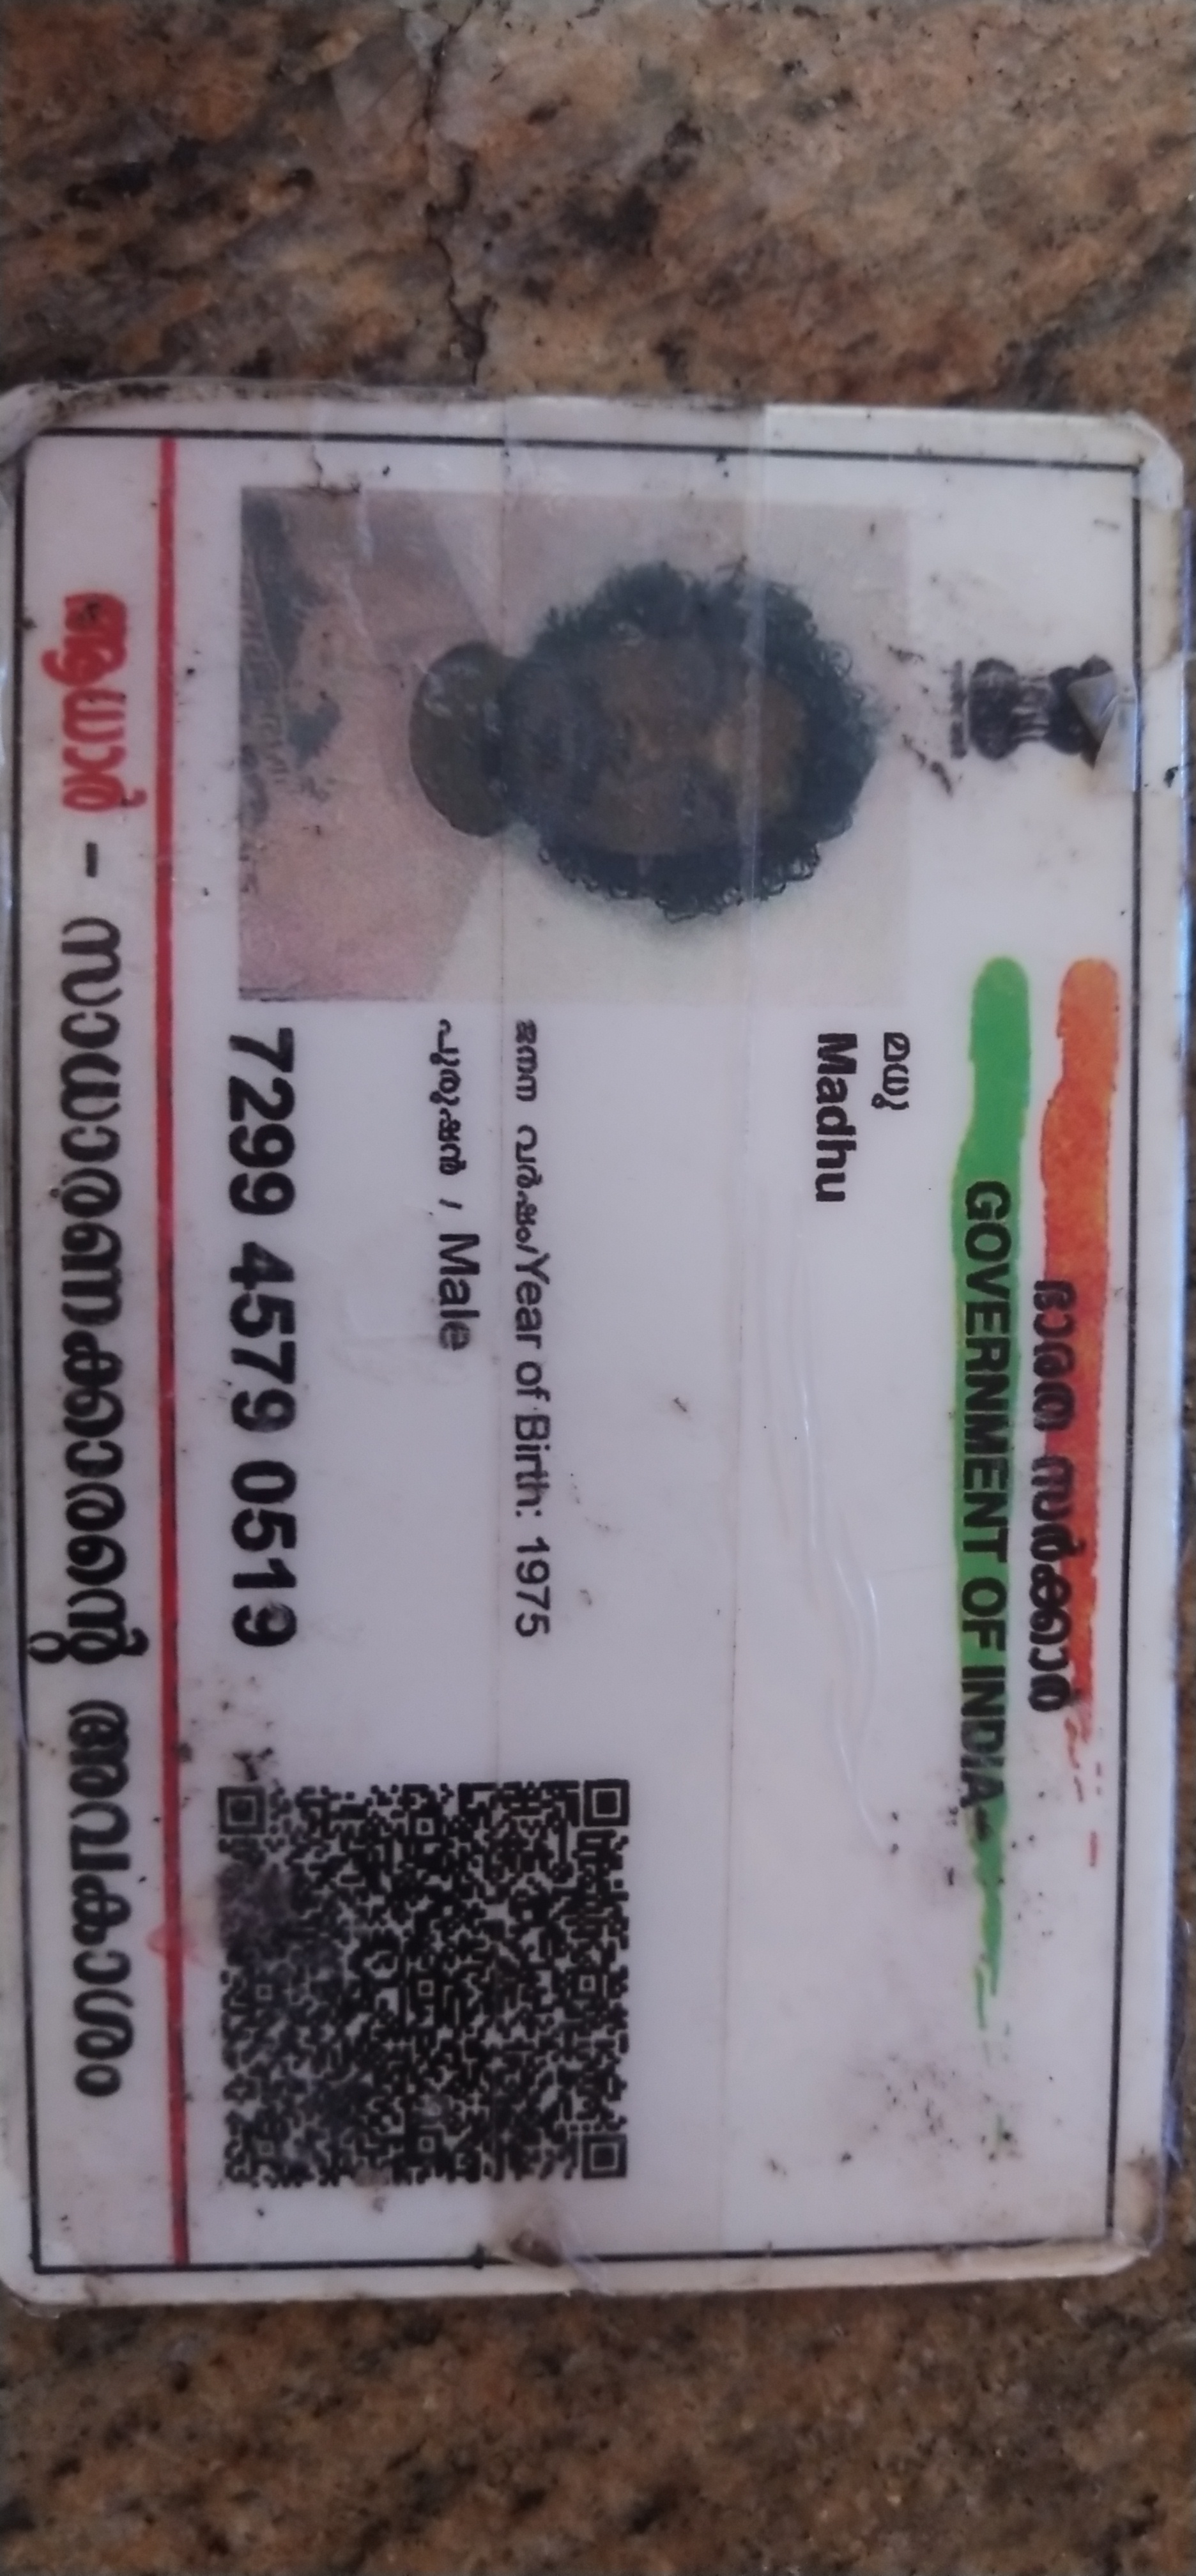 ഭാരത സർക്കാർ
GOVERNMENT OF INDIA
മധു
Madhu
ജനന വർഷം/Year of Birth: 1975
പുരുഷൻ / Male
7299 4579 0519
ആധാർ - സാധാരണക്കാരന്റെ അവകാശം